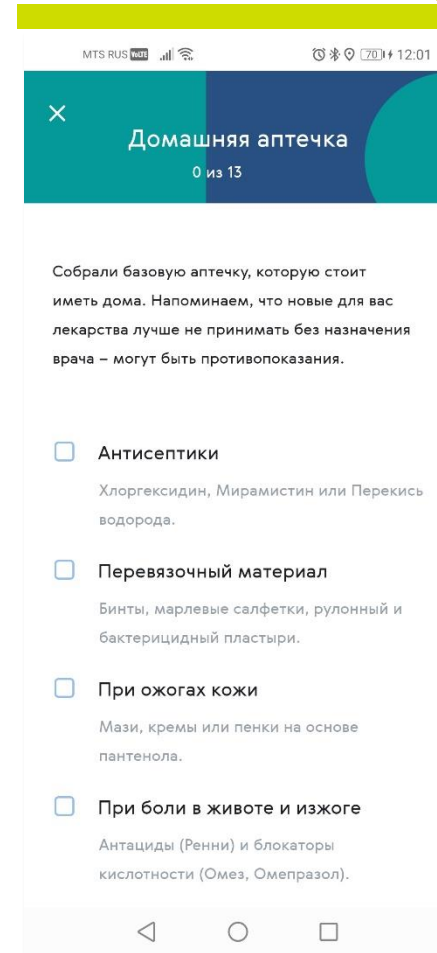 MTS RUS VoLTE 70 12:01
Домашняя аптечка
0 из 13
Собрали базовую аптечку, которую стоит
иметь дома. Напоминаем, что новые для вас
лекарства лучше не принимать без назначения
врача – могут быть противопоказания.
Антисептики
Хлоргексидин, Мирамистин или Перекись
водорода.
Перевязочный материал
Бинты, марлевые салфетки, рулонный и
бактерицидный пластыри.
При ожогах кожи
Мази, кремы или пенки на основе
пантенола.
При боли в животе и изжоге
Антациды (Ренни) и блокаторы
кислотности (Омез, Омепразол).